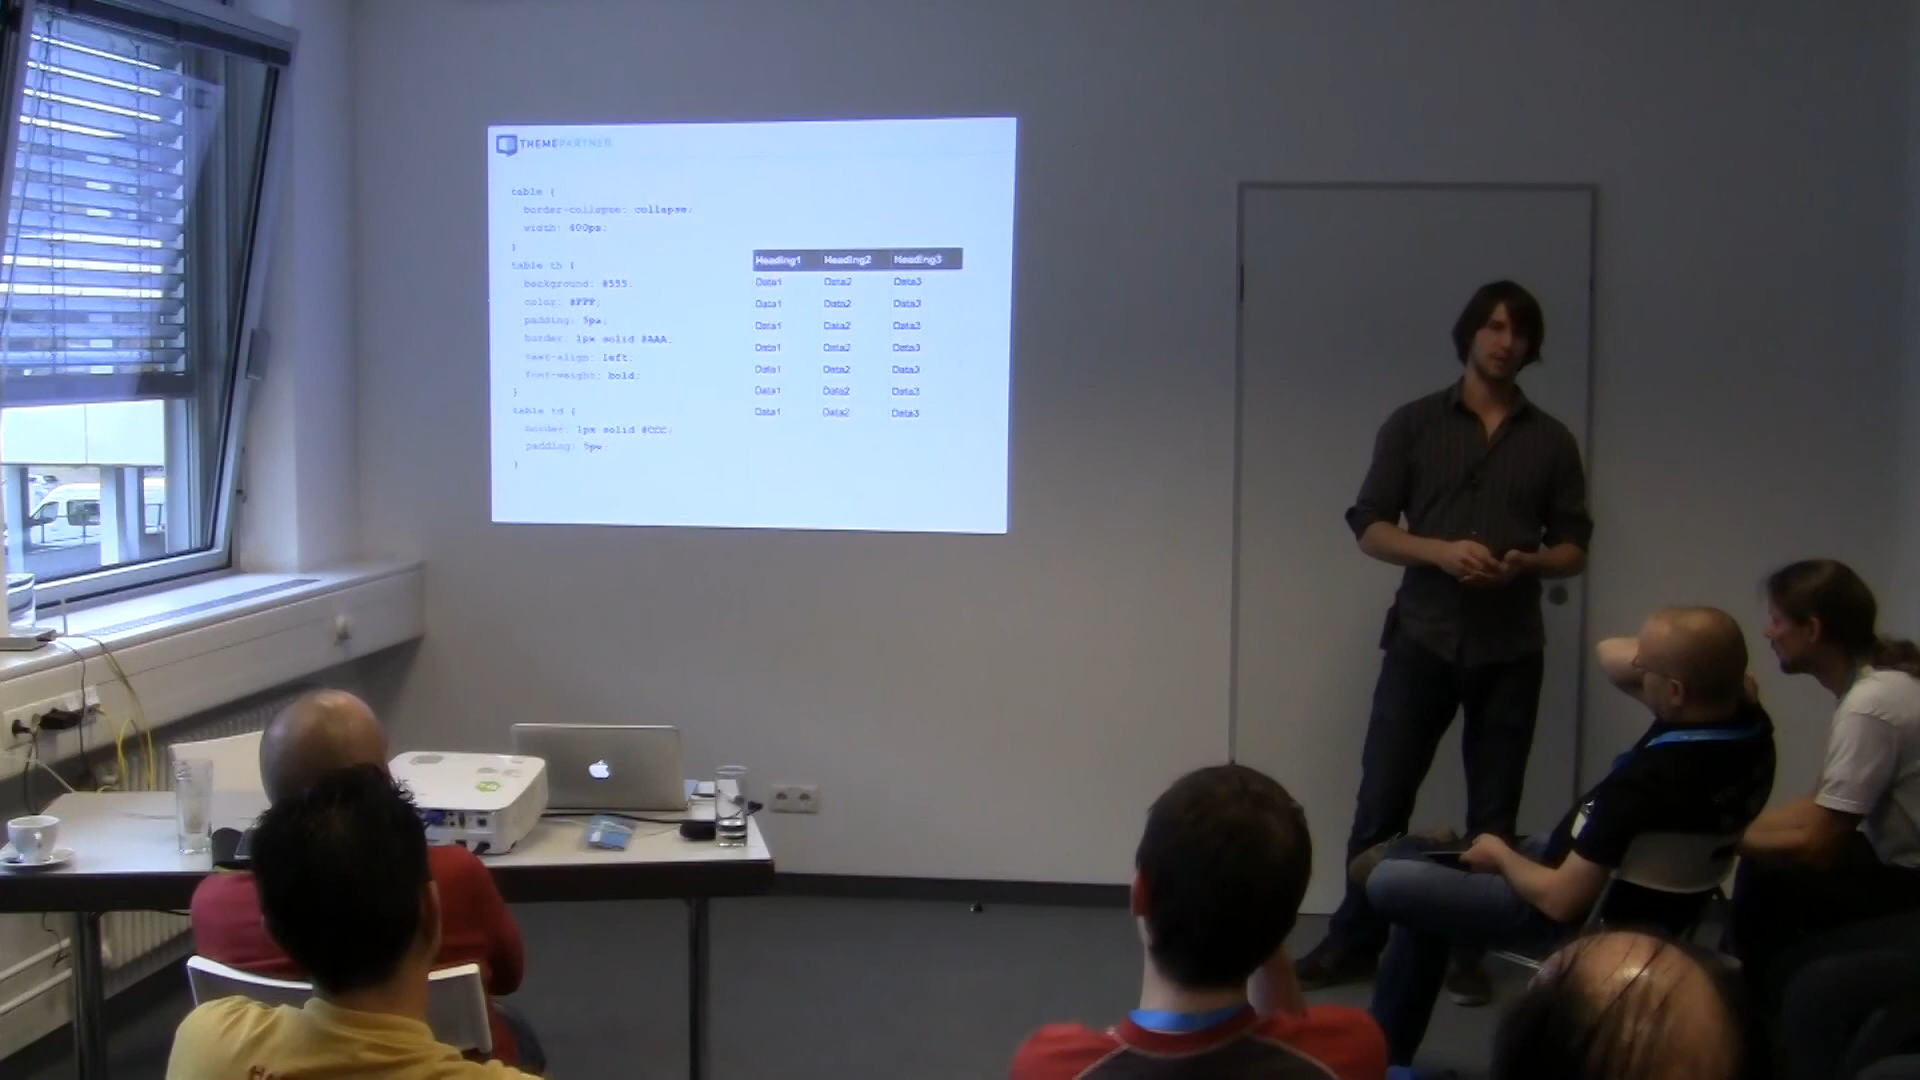 THEMEPARTNER
table {
border-collapse: collapse;
width: 400px;
}
table th {
background: #555;
color: #FFF;
padding: 5px;
border: 1px solid #AAA;
text-align: left;
font-weight: bold;
}
table td {
border: 1px solid #CCC;
padding: 5px;
}
Heading1 Heading2 Heading3
Data1 Data2 Data3
Data1 Data2 Data3
Data1 Data2 Data3
Data1 Data2 Data3
Data1 Data2 Data3
Data1 Data2 Data3
Data1 Data2 Data3